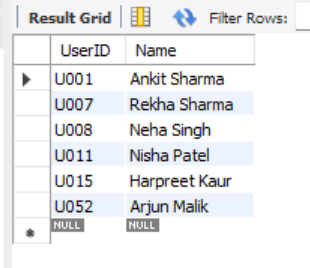 Result Grid Filter Rows:
UserID Name
U001 Ankit Sharma
U007 Rekha Sharma
U008 Neha Singh
U011 Nisha Patel
U015 Harpreet Kaur
U052 Arjun Malik
NULL NULL